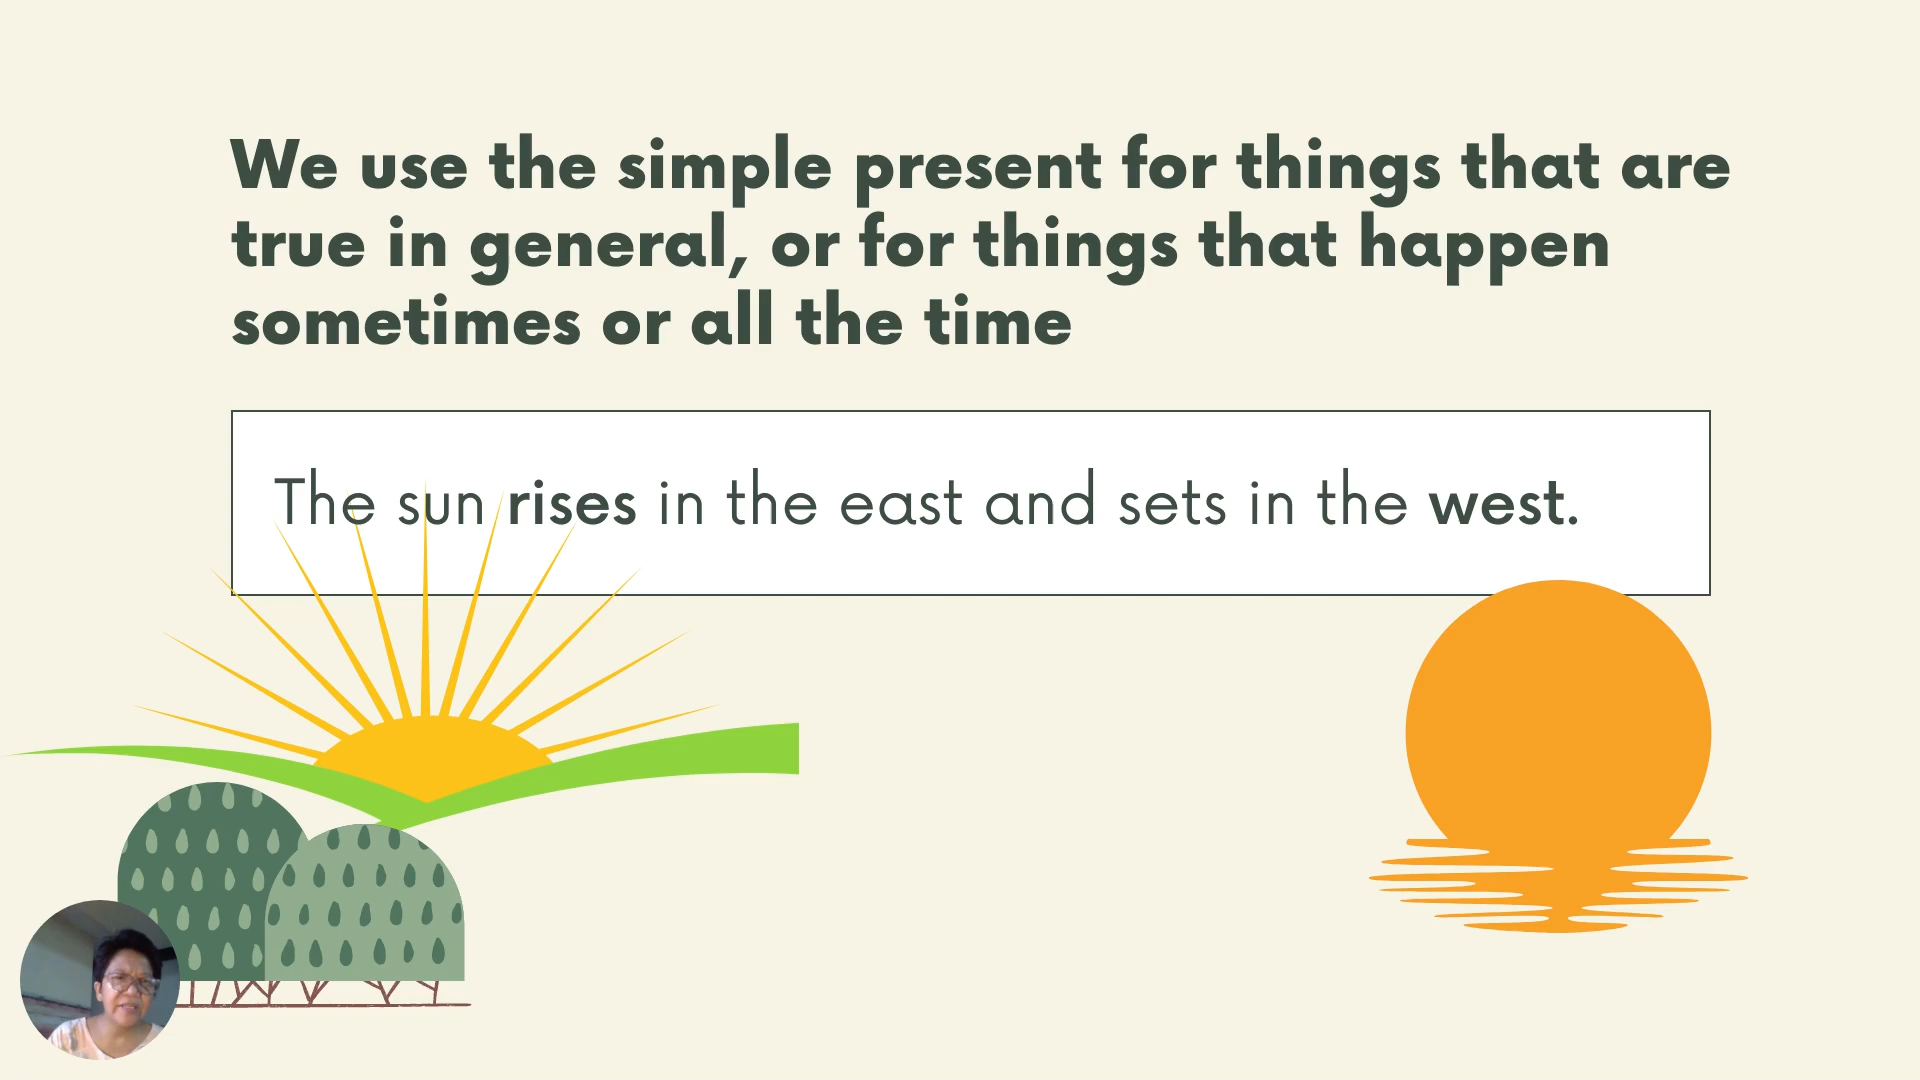 We use the simple present for things that are
true in general, or for things that happen
sometimes or all the time
The sun rises in the east and sets in the west.